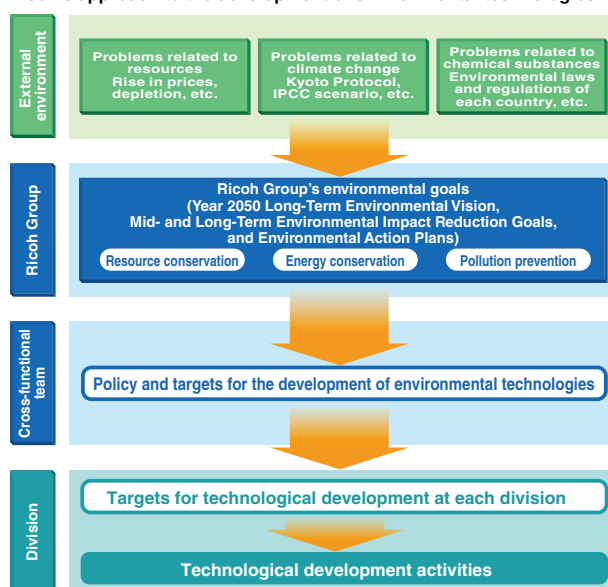 External
environment
Problems related to
resources
Rise in prices,
depletion, etc.
Problems related to
climate change
Kyoto Protocol,
IPCC scenario, etc.
Problems related to
chemical substances
Environmental laws
and regulations of
each country, etc.
Ricoh Group
Ricoh Group's environmental goals
(Year 2050 Long-Term Environmental Vision,
Mid- and Long-Term Environmental Impact Reduction Goals,
and Environmental Action Plans)
Resource conservation
Energy conservation
Pollution prevention
Cross-functional
team
Policy and targets for the development of environmental technologies
Division
Targets for technological development at each division
Technological development activities